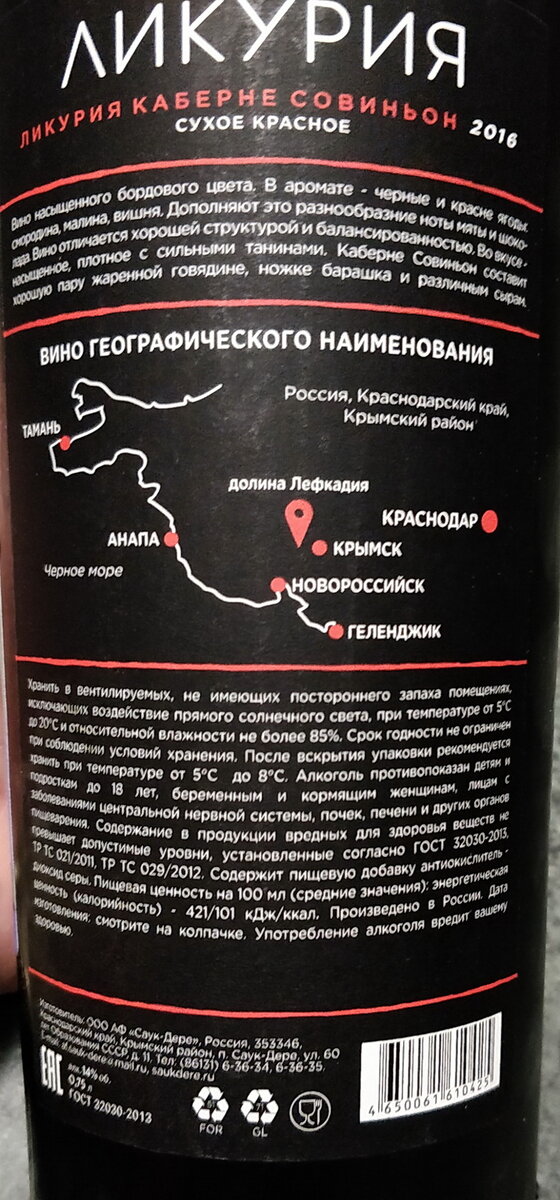 ЛИКУРИЯ
ЛИКУРИЯ КАБЕРНЕ СОВИНЬОН 2016
СУХОЕ КРАСНОЕ
Вино насыщенного бордового цвета. В аромате - черные и красне ягоды:
смородина, малина, вишня. Дополняют это разнообразие ноты мяты и шоко-
лада. Вино отличается хорошей структурой и балансированностью. Во вкусе -
насыщенное, плотное с сильными танинами. Каберне Совиньон составит
хорошую пару жаренной говядине, ножке барашка и различным сырам.
ВИНО ГЕОГРАФИЧЕСКОГО НАИМЕНОВАНИЯ
Россия, Краснодарский край,
Крымский район
ТАМАНЬ
долина Лефкадия
КРАСНОДАР
АНАПА
КРЫМСК
Черное море
НОВОРОССИЙСК
ГЕЛЕНДЖИК
Хранить в вентилируемых, не имеющих постороннего запаха помещениях,
исключающих воздействие прямого солнечного света, при температуре от 5°С
до 20°С и относительной влажности не более 85%. Срок годности не ограничен
при соблюдении условий хранения. После вскрытия упаковки рекомендуется
хранить при температуре от 5°С до 8°С. Алкоголь противопоказан детям и
подросткам до 18 лет, беременным и кормящим женщинам, лицам с
заболеваниями центральной нервной системы, почек, печени и других органов
пищеварения. Содержание в продукции вредных для здоровья веществ не
превышает допустимые уровни, установленные согласно ГОСТ 32030-2013,
ТР ТС 021/2011, ТР ТС 029/2012. Содержит пищевую добавку антиокислитель -
диоксид серы. Пищевая ценность на 100 мл (средние значения): энергетическая
ценность (калорийность) - 421/101 кДж/ккал. Произведено в России. Дата
изготовления: смотрите на колпачке. Употребление алкоголя вредит вашему
здоровью.
Изготовитель: ООО АФ «Саук-Дере», Россия, 353346,
Краснодарский край, Крымский район, п. Саук-Дере, ул. 60
лет Образования СССР, д. 11. Тел: (86131) 6-36-34, 6-36-35.
E-mail: afsauk-dere@mail.ru, saukdere.ru
EAC
алк. 14% об.
0,75 л
ГОСТ 32030-2013
FOR
GL
4 650061 610425